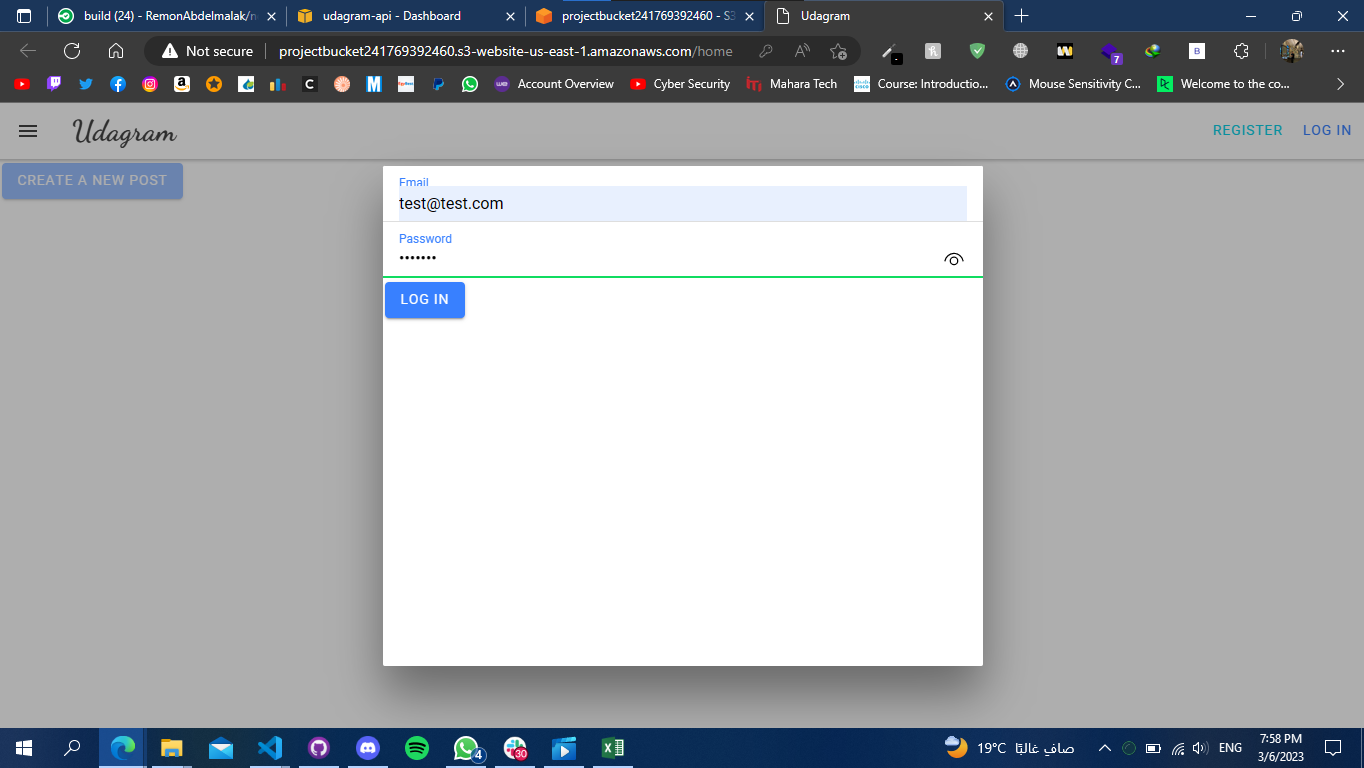 build (24) - RemonAbdelmalak/n
udagram-api - Dashboard
projectbucket241769392460 - S3
Udagram
Not secure
projectbucket241769392460.s3-website-us-east-1.amazonaws.com/home
7
Account Overview
Cyber Security
Mahara Tech
Course: Introductio...
Mouse Sensitivity C...
Welcome to the co...
Udagram
REGISTER
LOG IN
CREATE A NEW POST
Email
test@test.com
Password
•••••••
LOG IN
4
30
19°C
صافٍ غالبًا
ENG
7:58 PM
3/6/2023